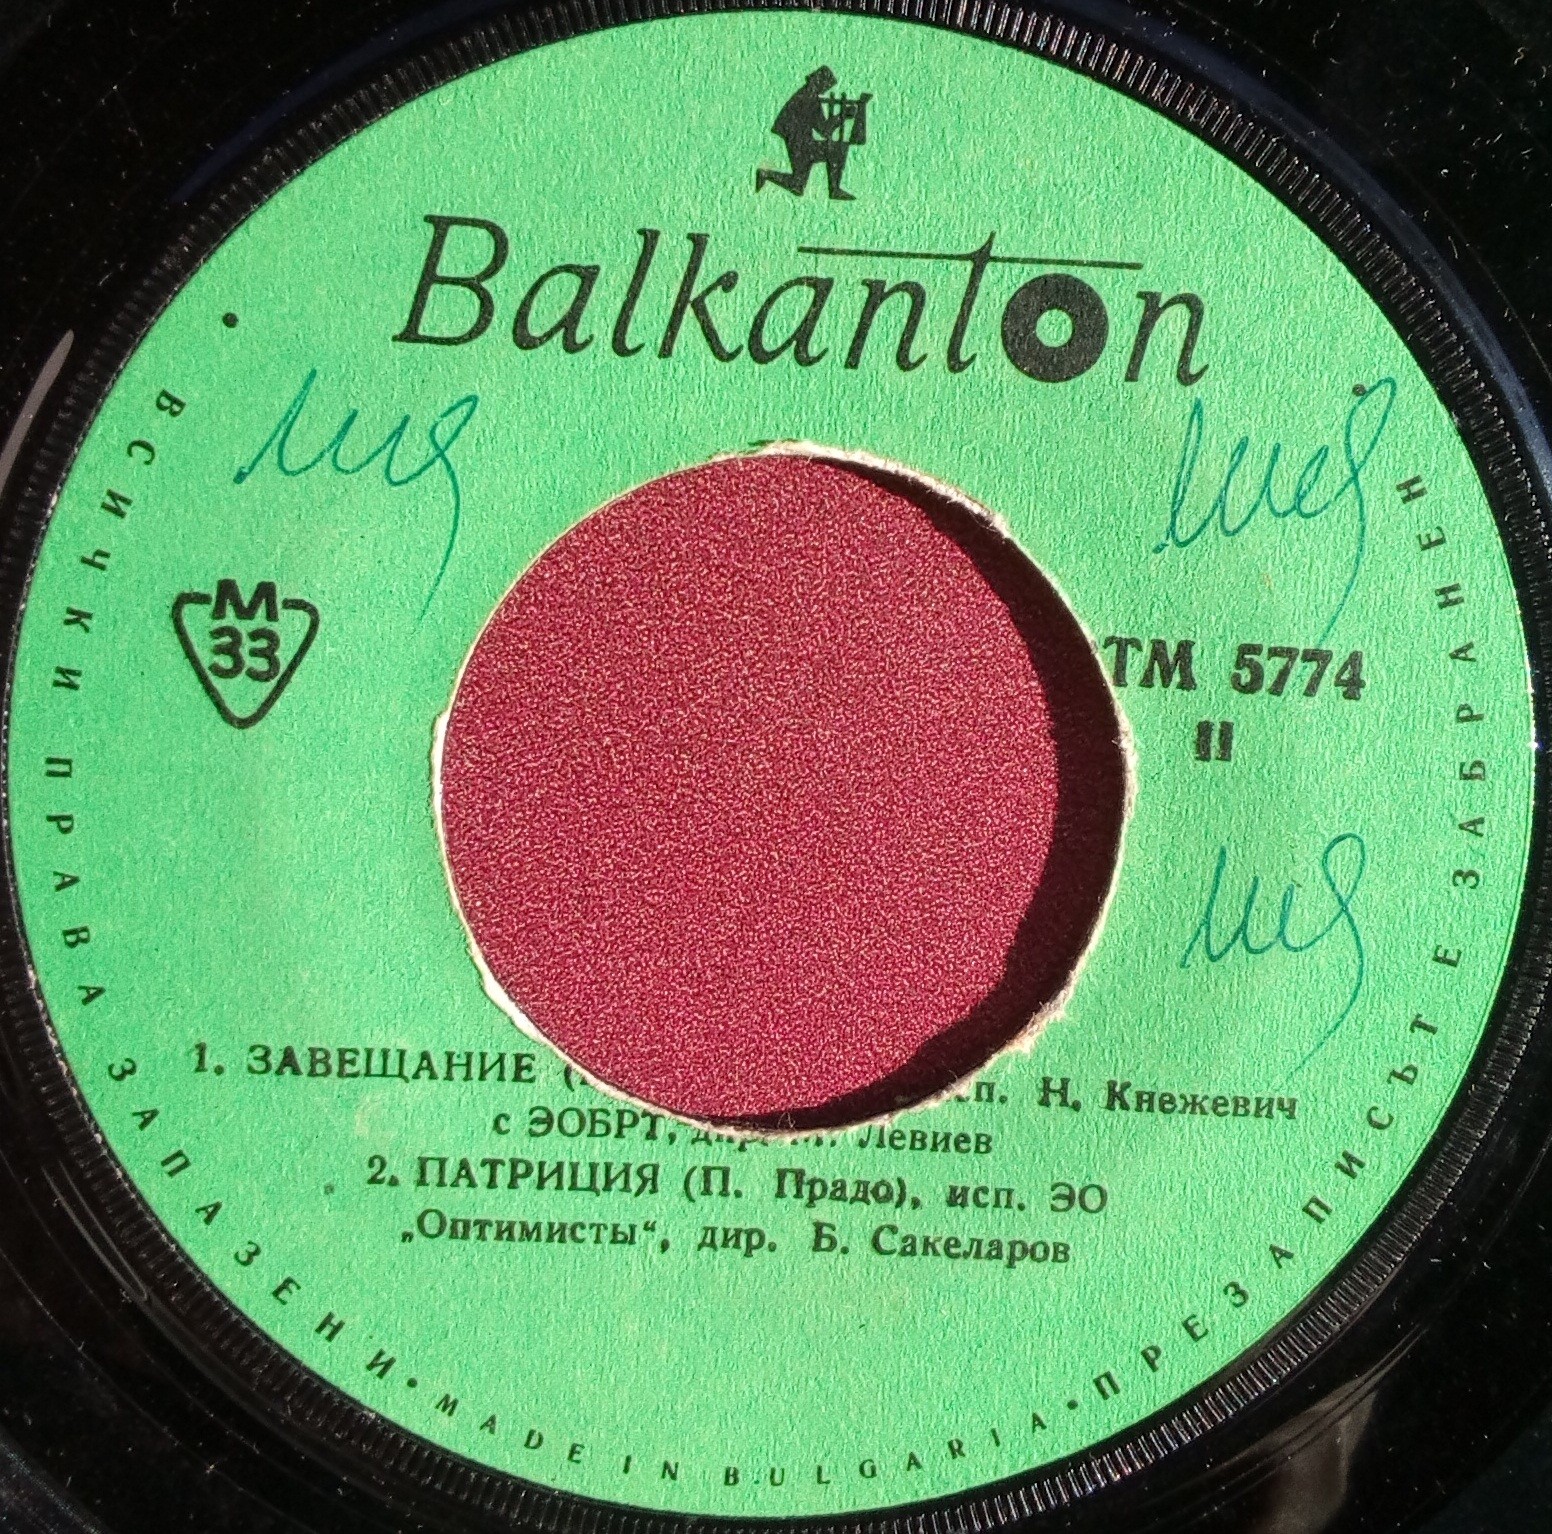 Balkanton
М
33
ТМ 5774
II
1. ЗАВЕЩАНИЕ ( Н. Кнежевич
с ЭОБРТ, Левиев
2. ПАТРИЦИЯ (П. Прадо), исп. ЭО
„Оптимисты“, дир. Б. Сакеларов
• ВСИЧКИ ПРАВА ЗАПАЗЕНИ • MADE IN BULGARIA • ПРЕЗАПИСЪТ Е ЗАБРАНЕН •